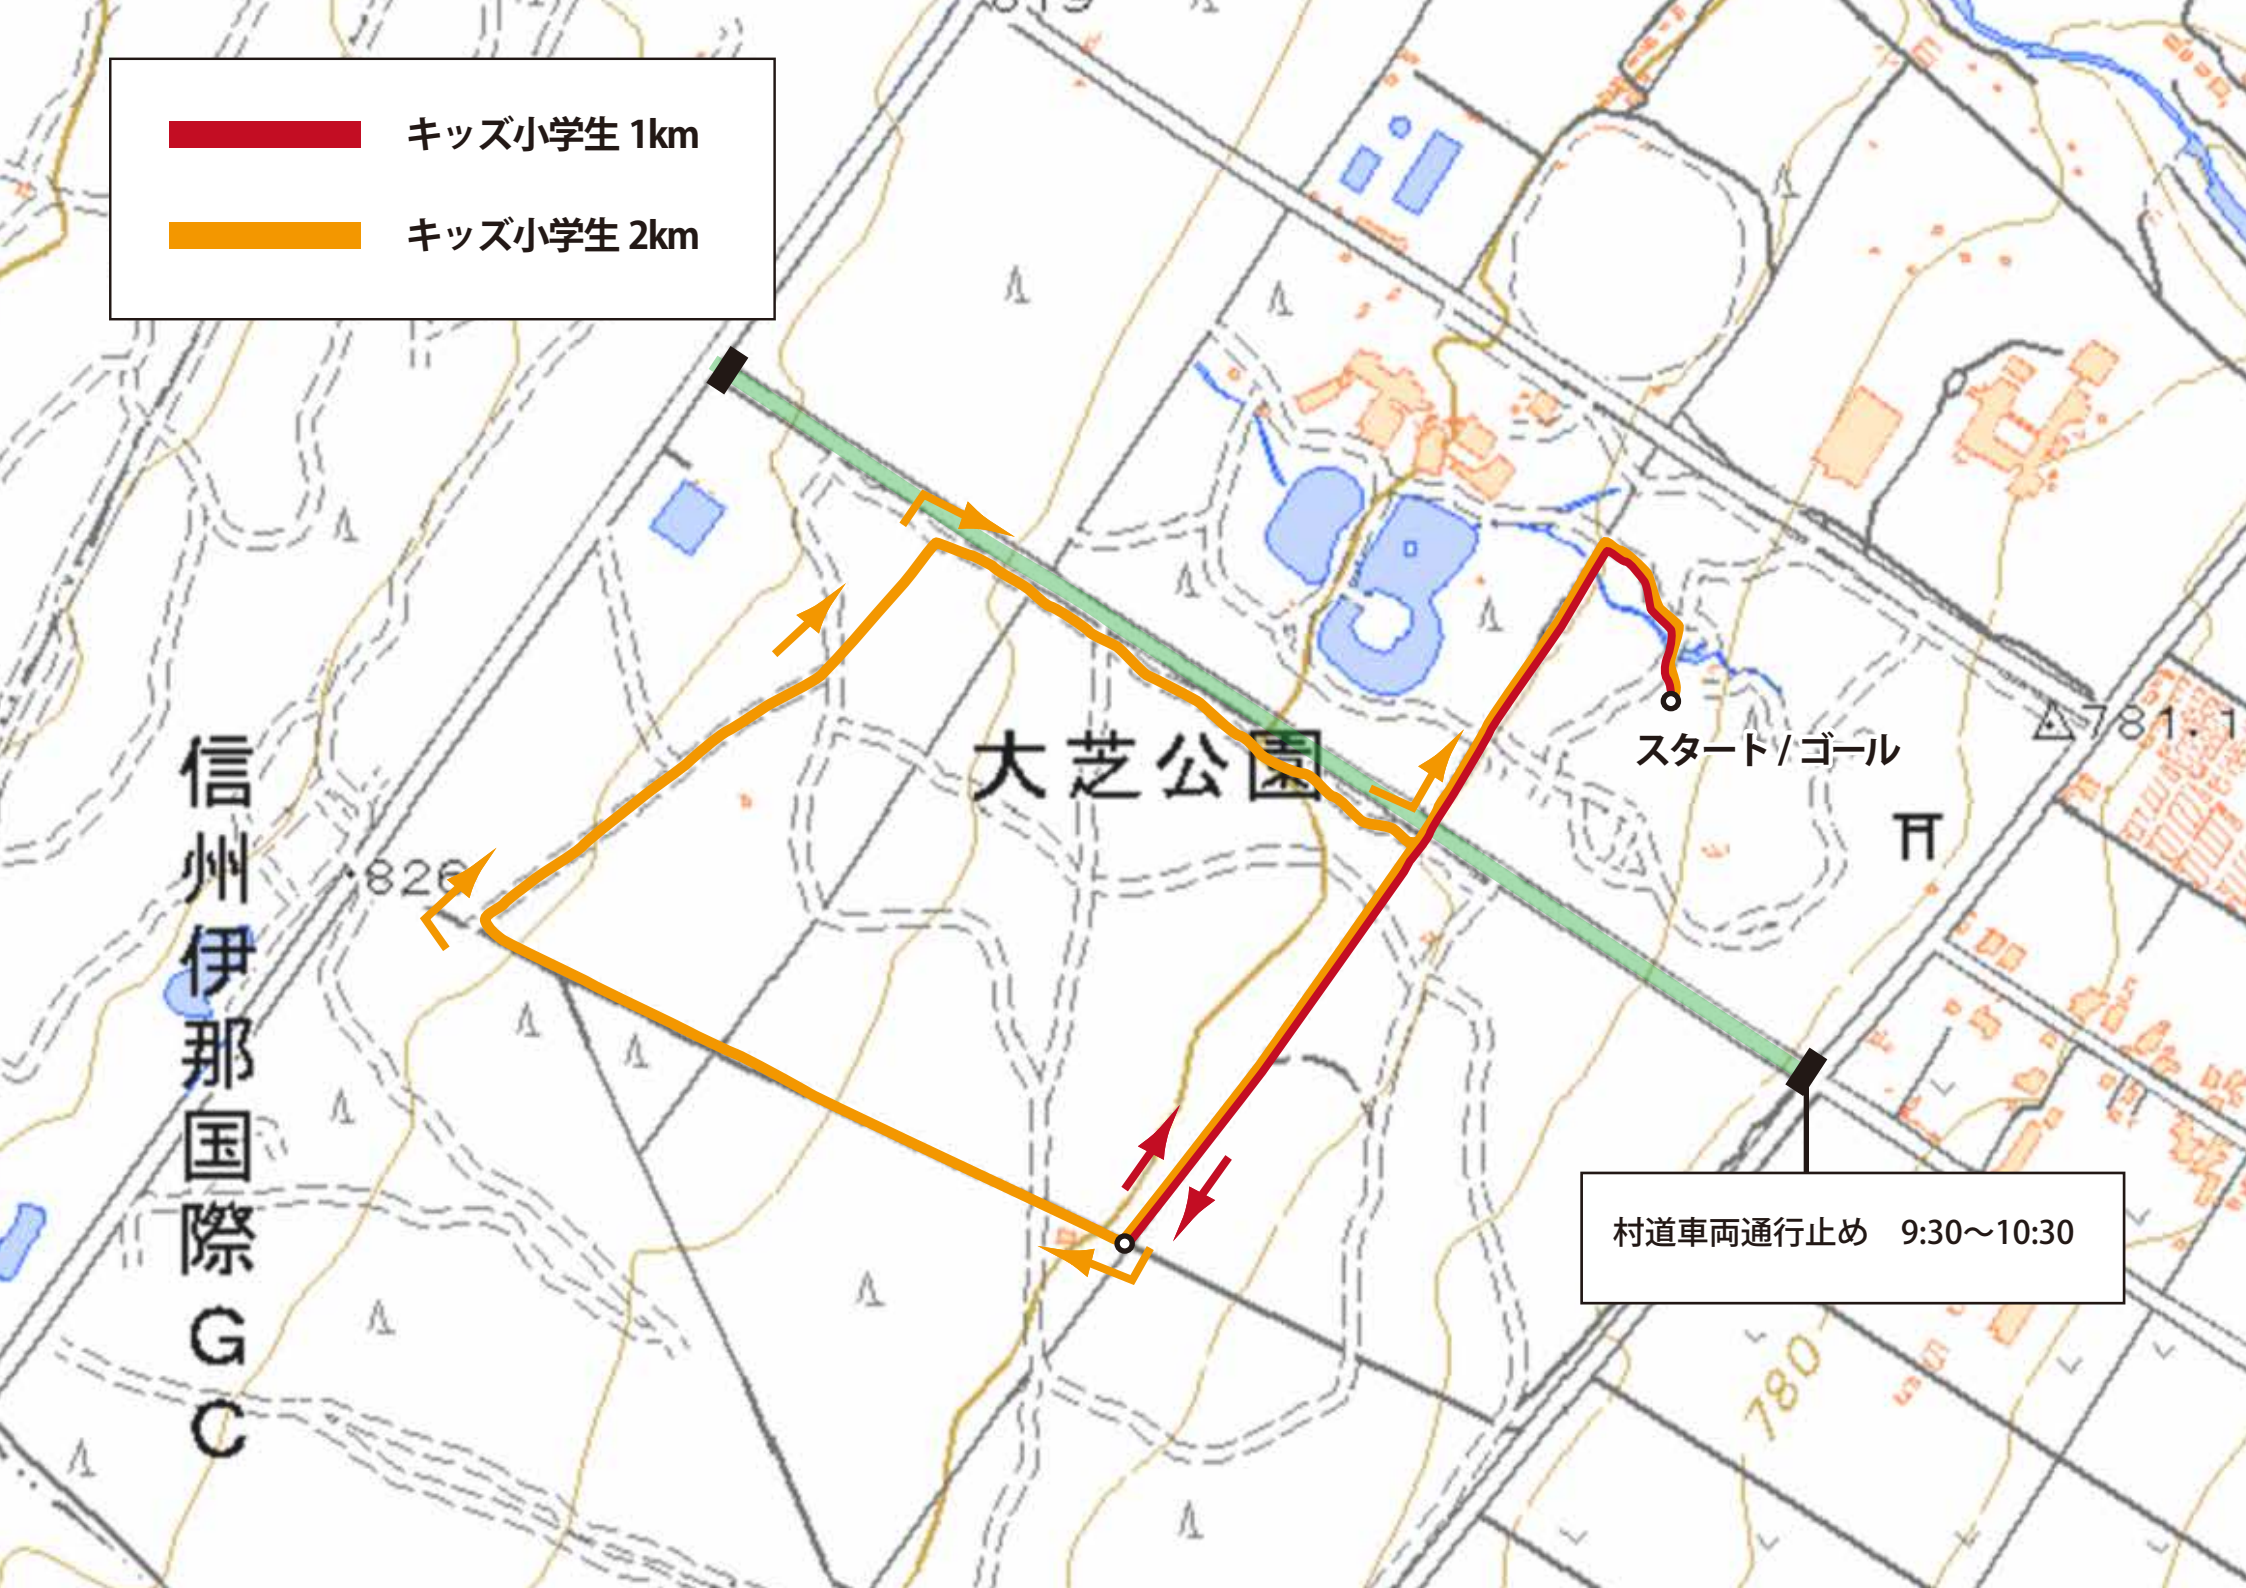 キッズ小学生 1km
キッズ小学生 2km
大芝公園
スタート / ゴール
781.1
826
信州伊那国際GC
村道車両通行止め　9:30〜10:30
780